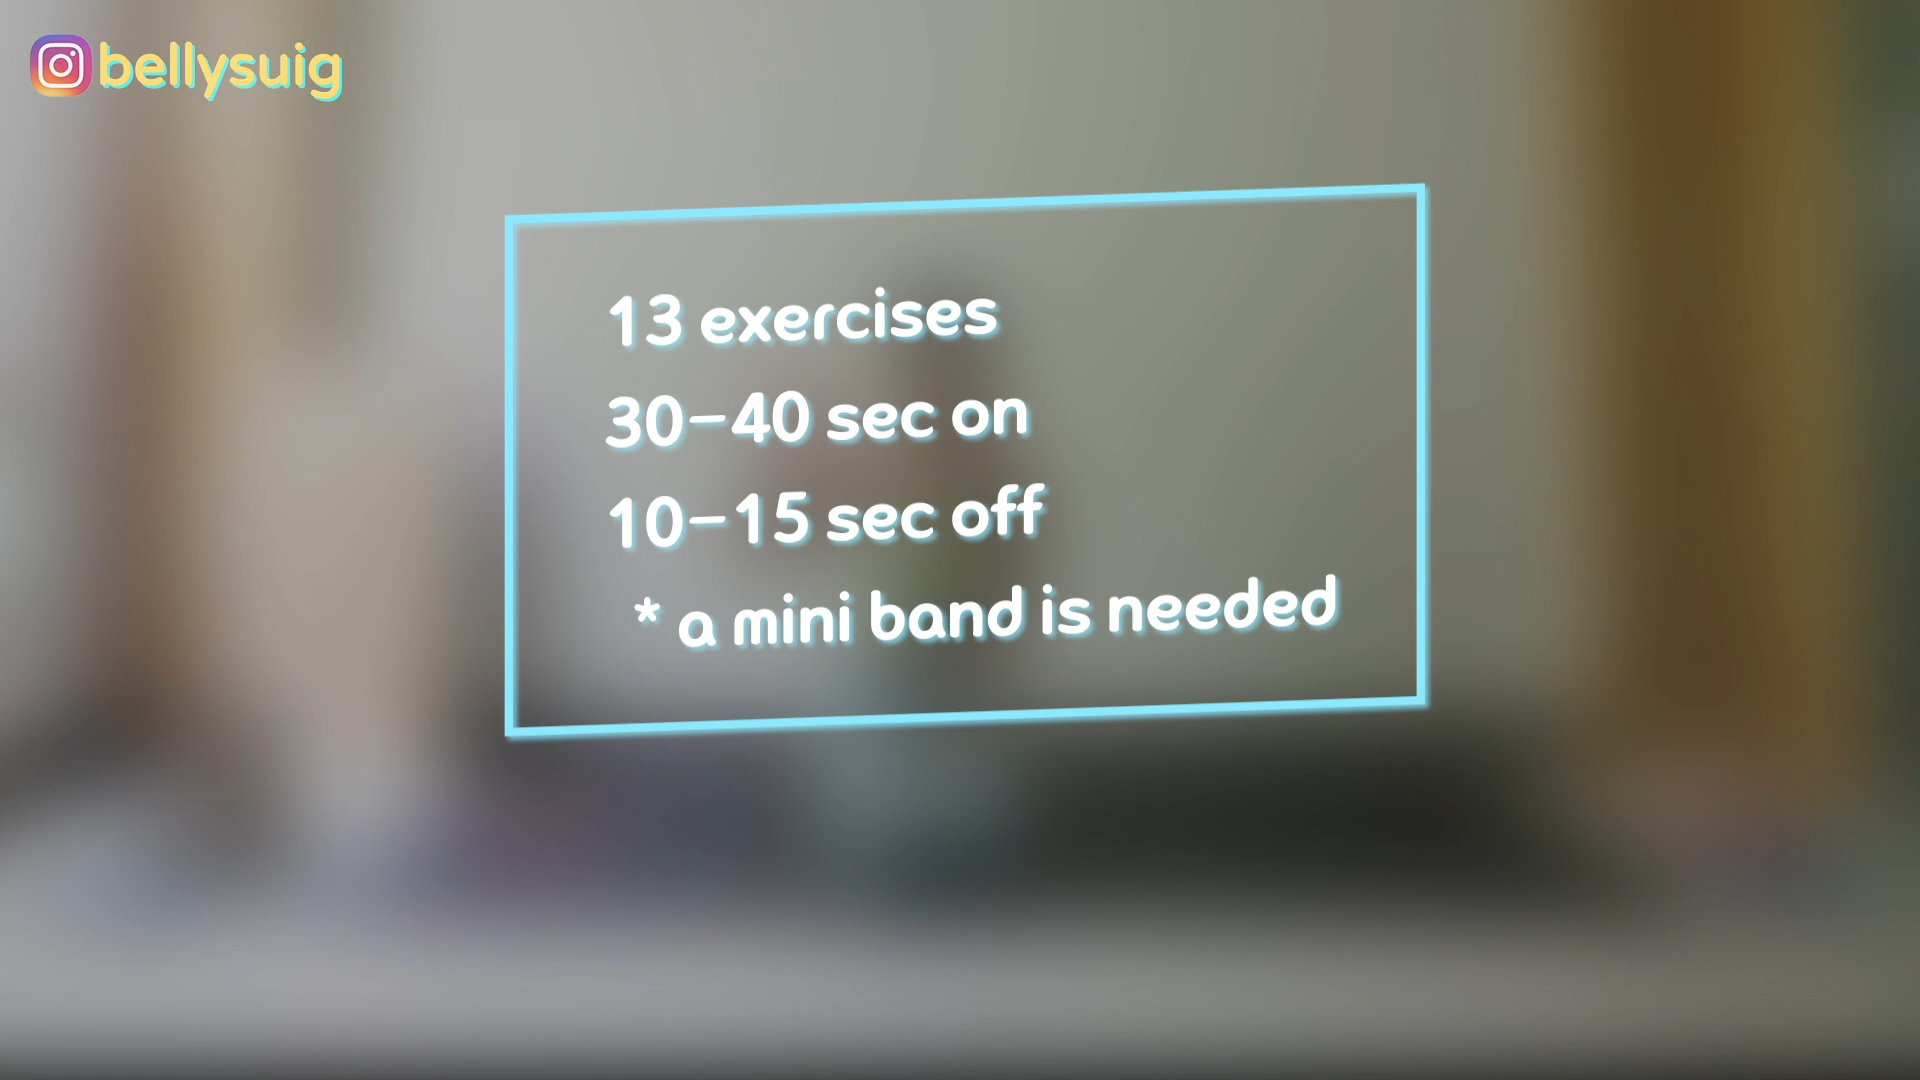 bellysuig
13 exercises
30-40 sec on
10-15 sec off
* a mini band is needed